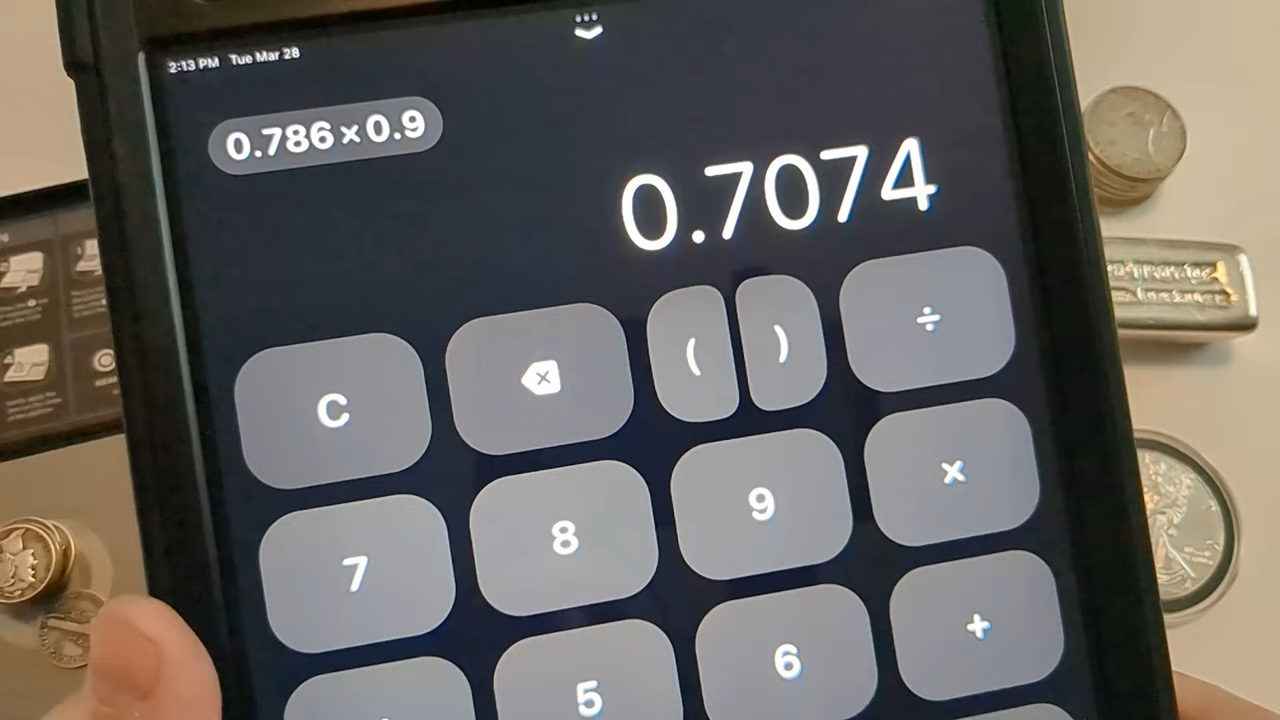 2:13 PM Tue Mar 28
0.786×0.9
0.7074
C
( ) ÷
7 8 9 ×
5 6 +